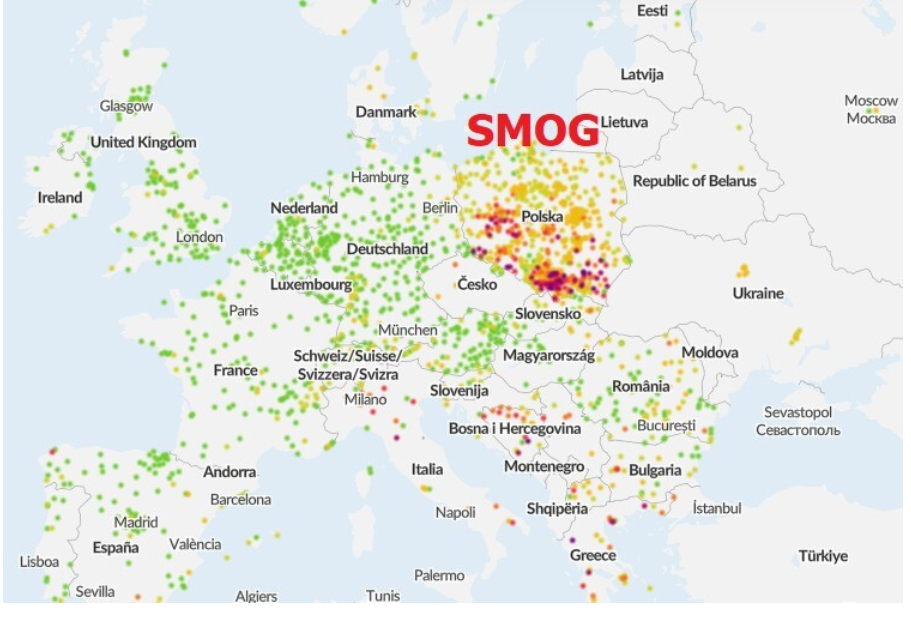 Eesti
Latvija
Glasgow
Moscow
Москва
Danmark
SMOG
Lietuva
United Kingdom
Hamburg
Republic of Belarus
Ireland
Nederland
Berlin
Polska
London
Deutschland
Luxembourg
Česko
Ukraine
Paris
Slovensko
München
Schweiz/Suisse/
Svizzera/Svizra
Magyarország
Moldova
France
Milano
Slovenija
România
Sevastopol
Севастополь
Bosna i Hercegovina
București
Andorra
Italia
Montenegro
Bulgaria
Barcelona
Napoli
Shqipëria
İstanbul
Madrid
España
València
Greece
Türkiye
Lisboa
Palermo
Sevilla
Algiers
Tunis